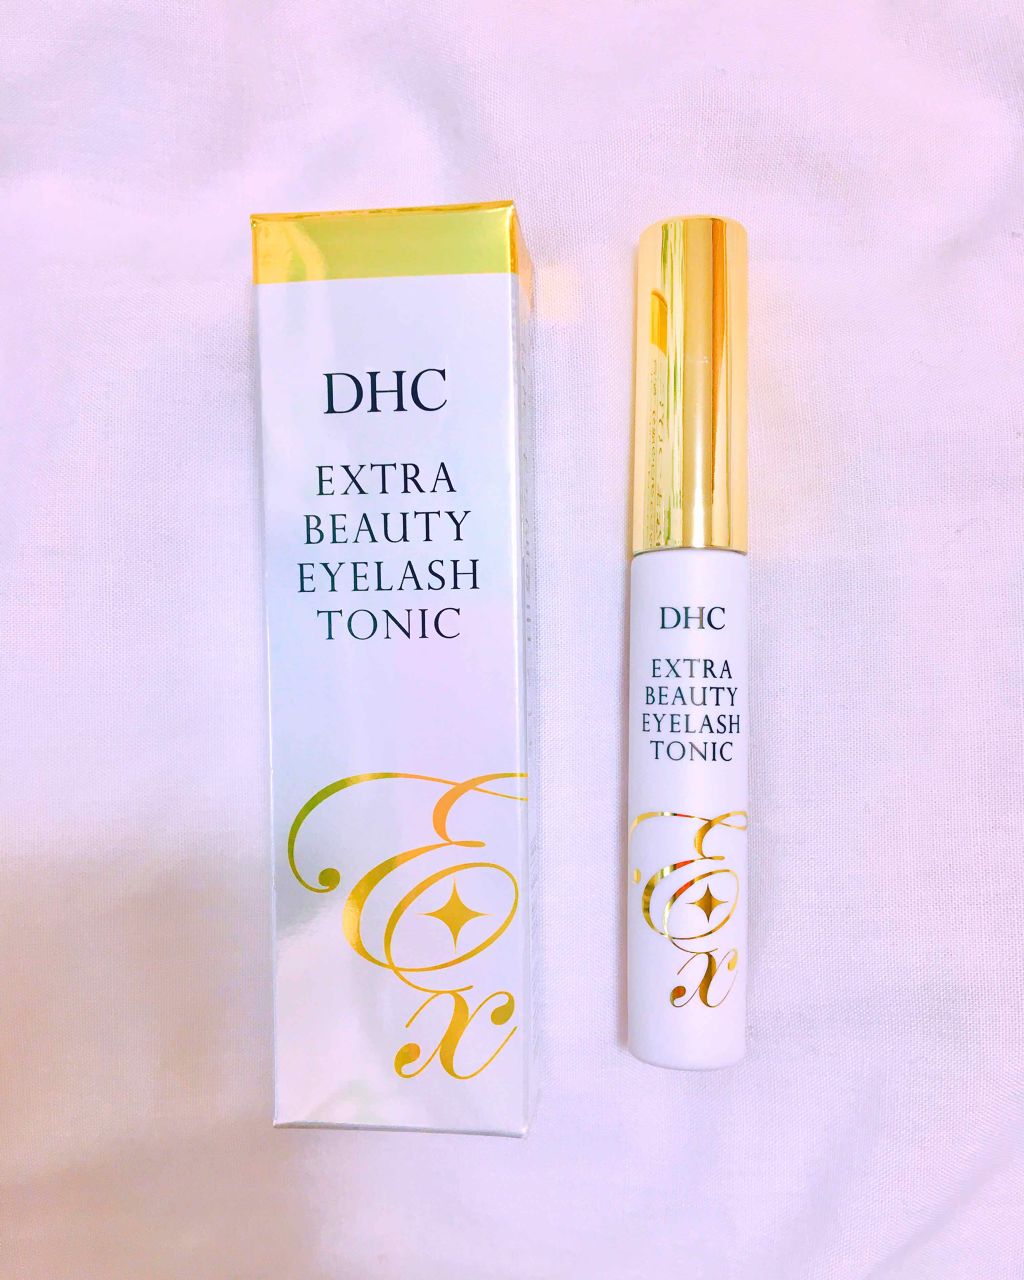 DHC
EXTRA
BEAUTY
EYELASH
TONIC
Ex
DHC
EXTRA
BEAUTY
EYELASH
TONIC
Ex